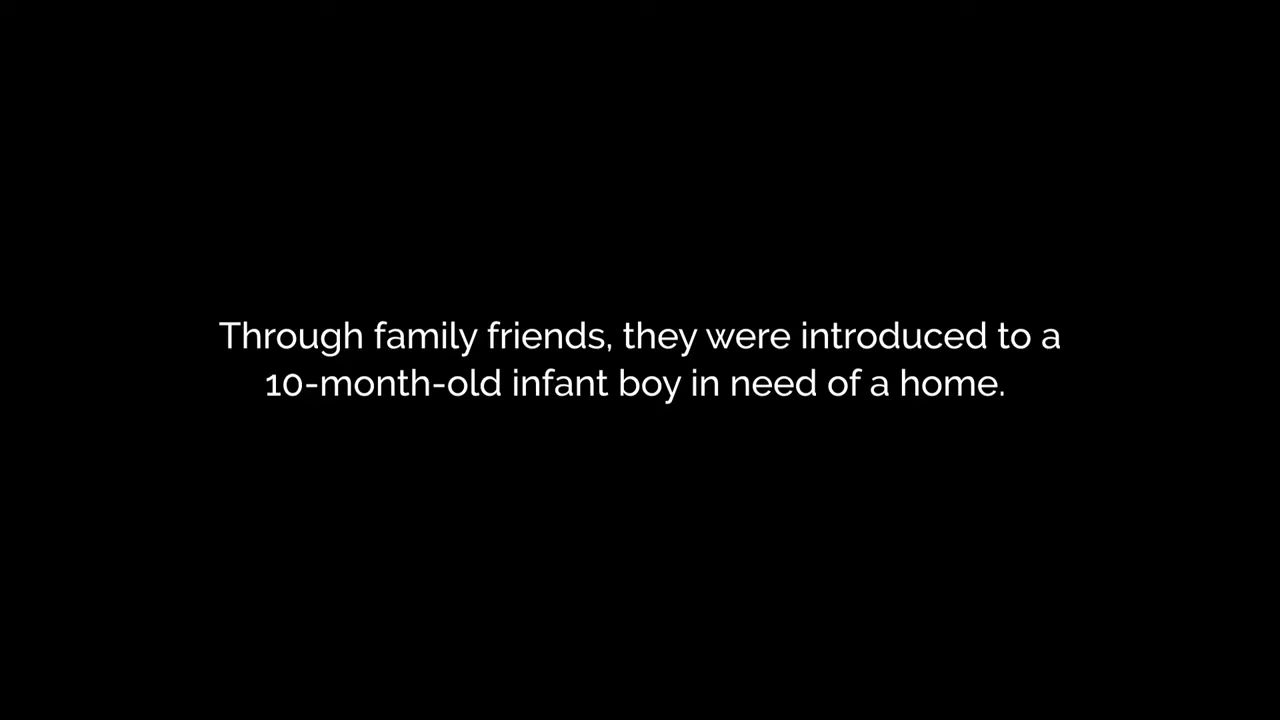 Through family friends, they were introduced to a
10-month-old infant boy in need of a home.